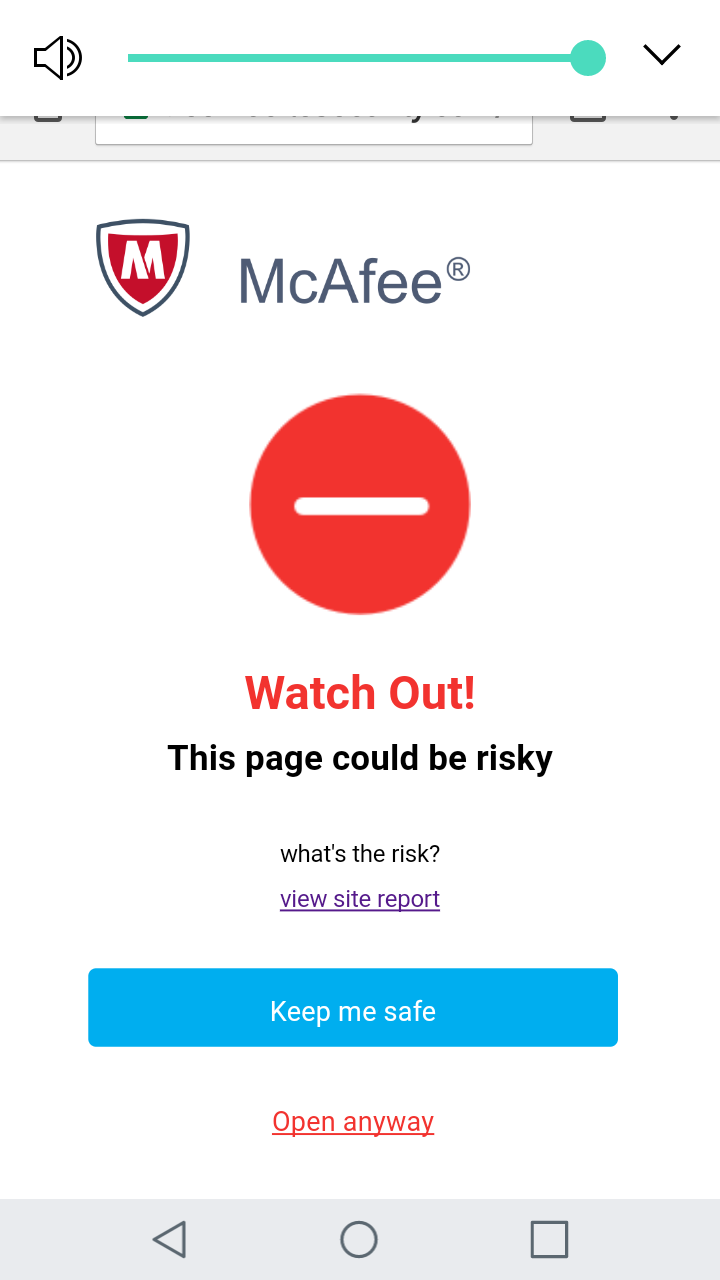 McAfee®
Watch Out!
This page could be risky
what's the risk?
view site report
Keep me safe
Open anyway